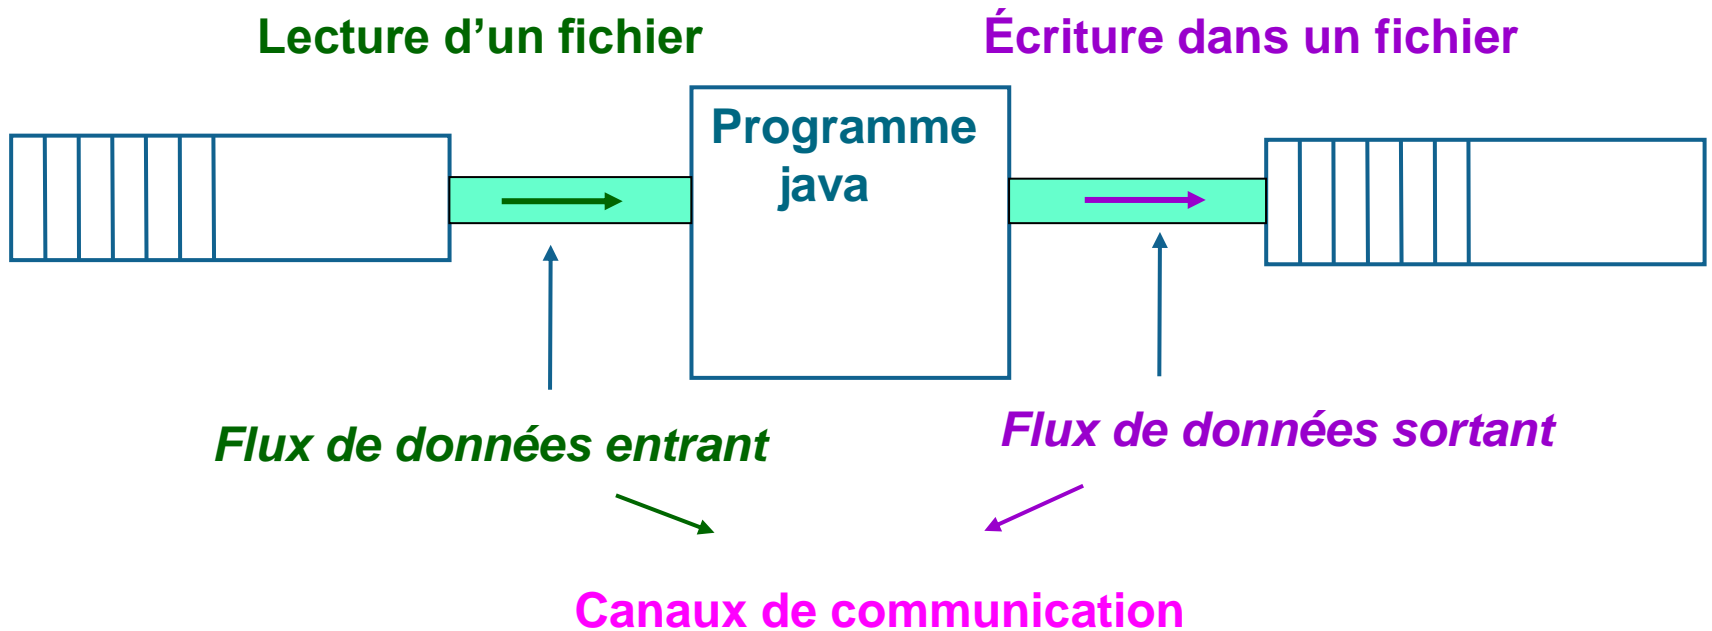 Lecture d’un fichier
Écriture dans un fichier
Programme
java
Flux de données entrant
Flux de données sortant
Canaux de communication